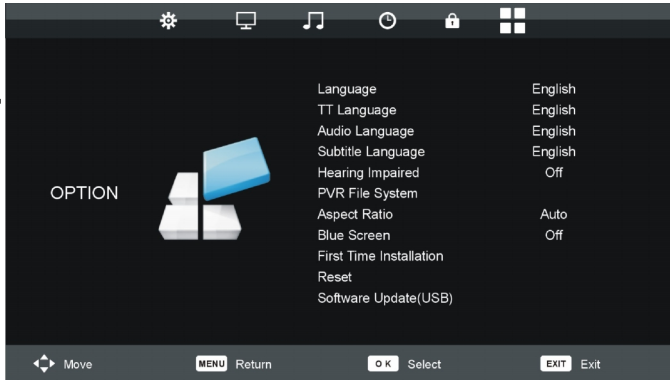 Language English
TT Language English
Audio Language English
Subtitle Language English
Hearing Impaired Off
OPTION
PVR File System
Aspect Ratio Auto
Blue Screen Off
First Time Installation
Reset
Software Update(USB)
Move MENU Return OK Select EXIT Exit